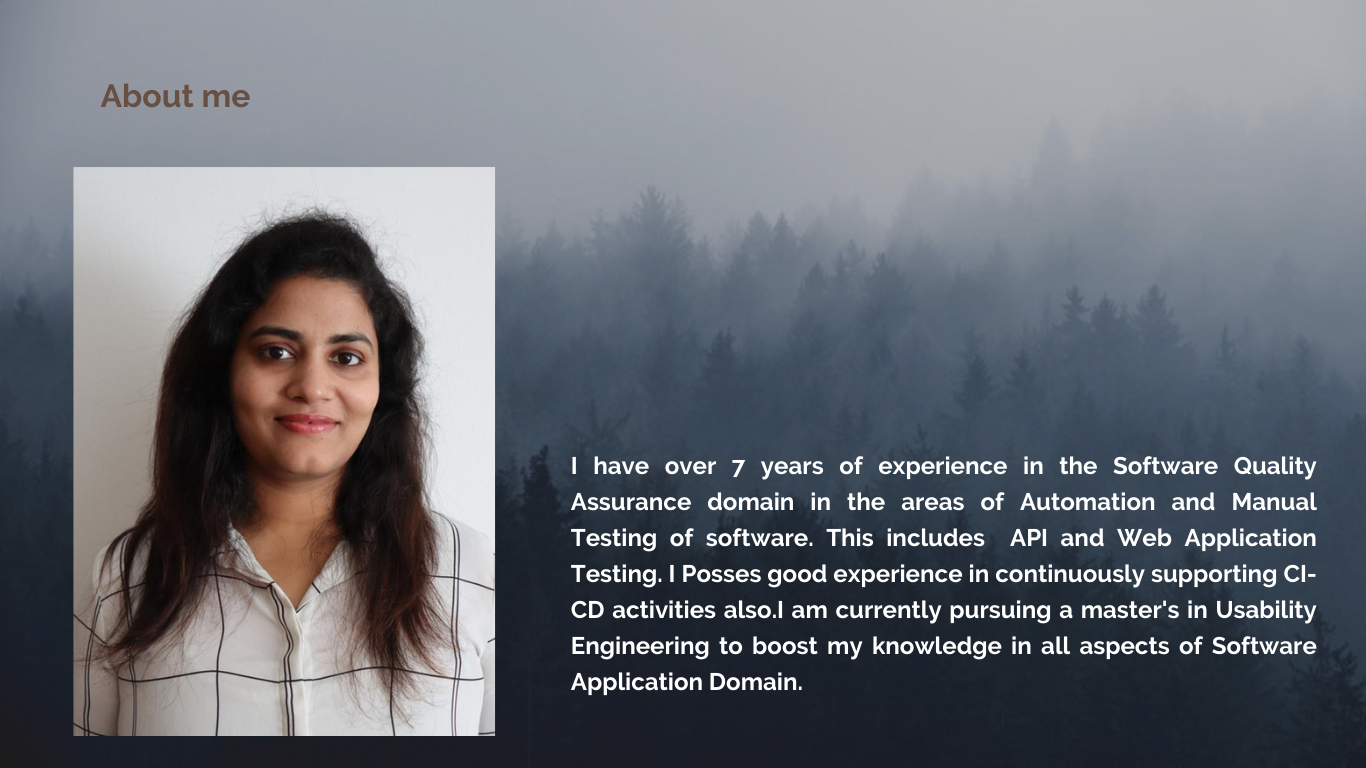 About me
I have over 7 years of experience in the Software Quality
Assurance domain in the areas of Automation and Manual
Testing of software. This includes  API and Web Application
Testing. I Posses good experience in continuously supporting CI-
CD activities also.I am currently pursuing a master's in Usability
Engineering to boost my knowledge in all aspects of Software
Application Domain.